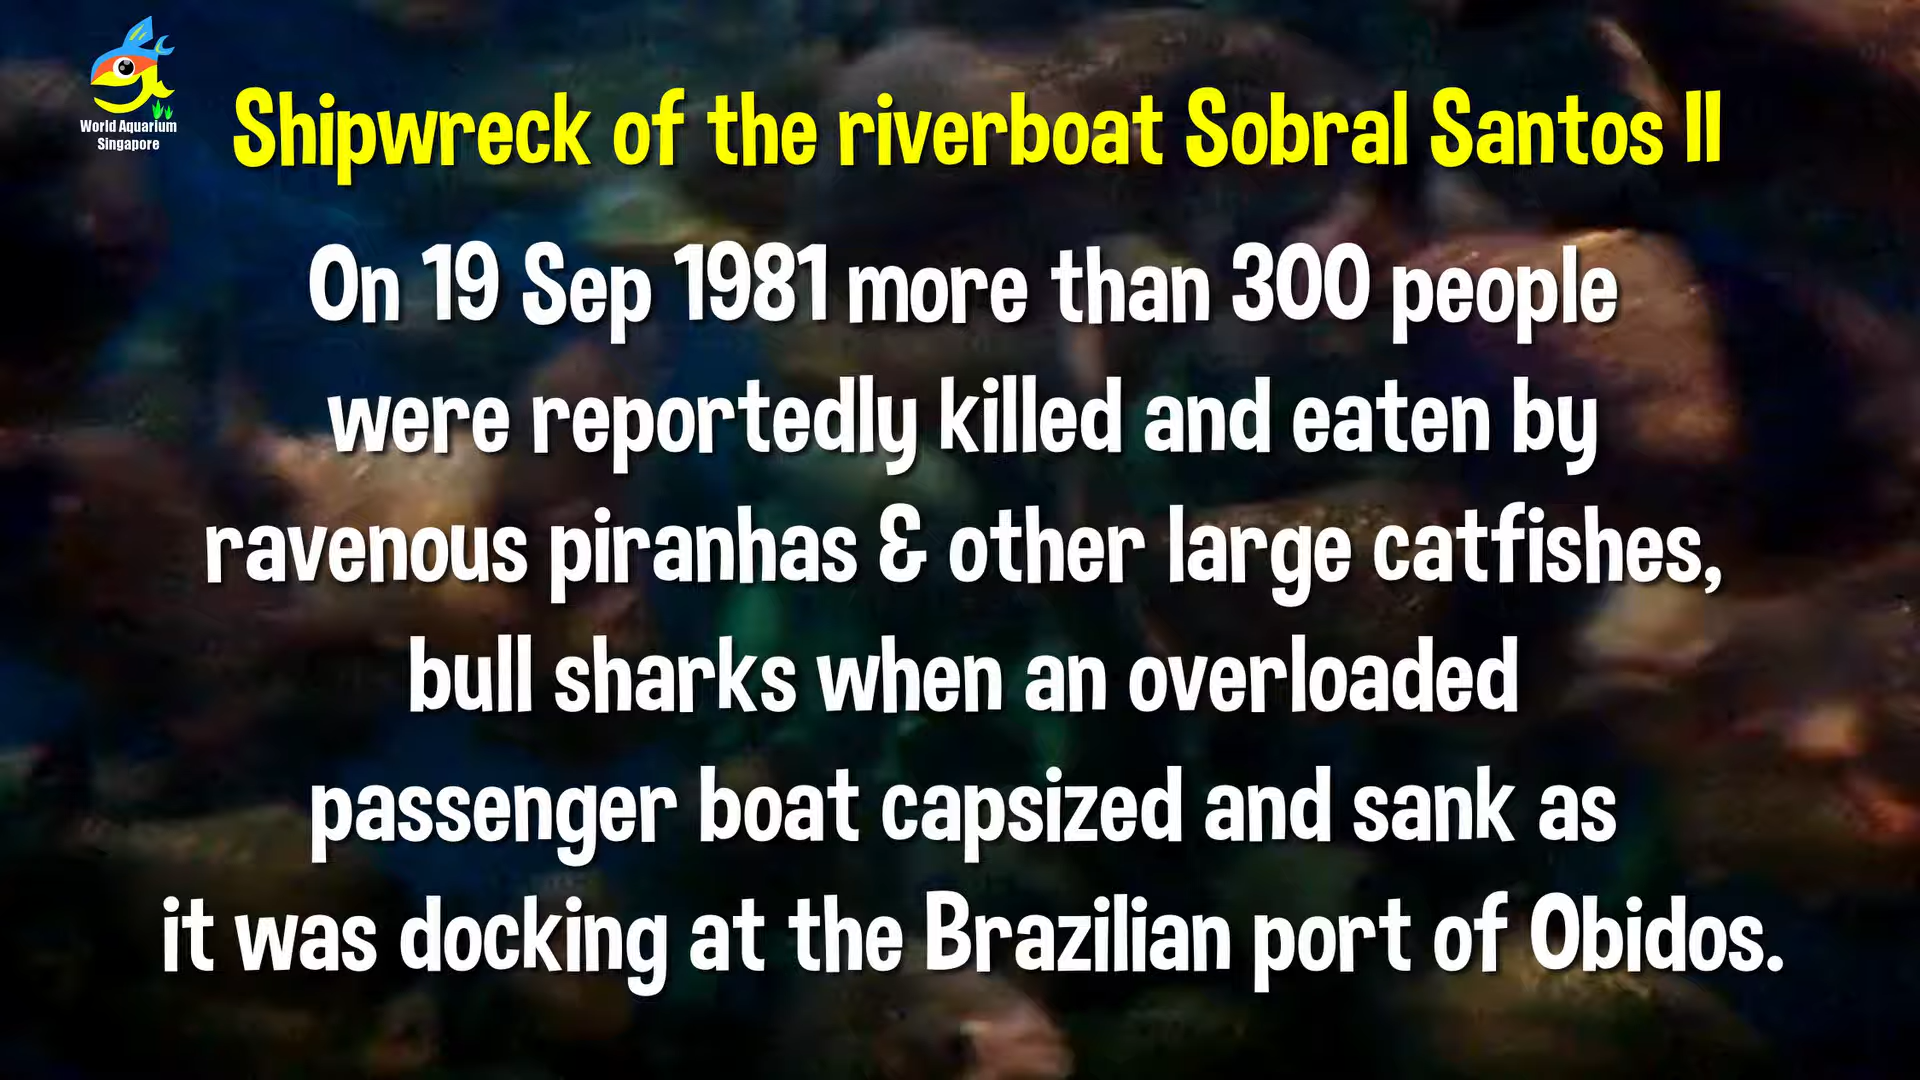 World Aquarium
Singapore
Shipwreck of the riverboat Sobral Santos II
On 19 Sep 1981 more than 300 people
were reportedly killed and eaten by
ravenous piranhas & other large catfishes,
bull sharks when an overloaded
passenger boat capsized and sank as
it was docking at the Brazilian port of Obidos.